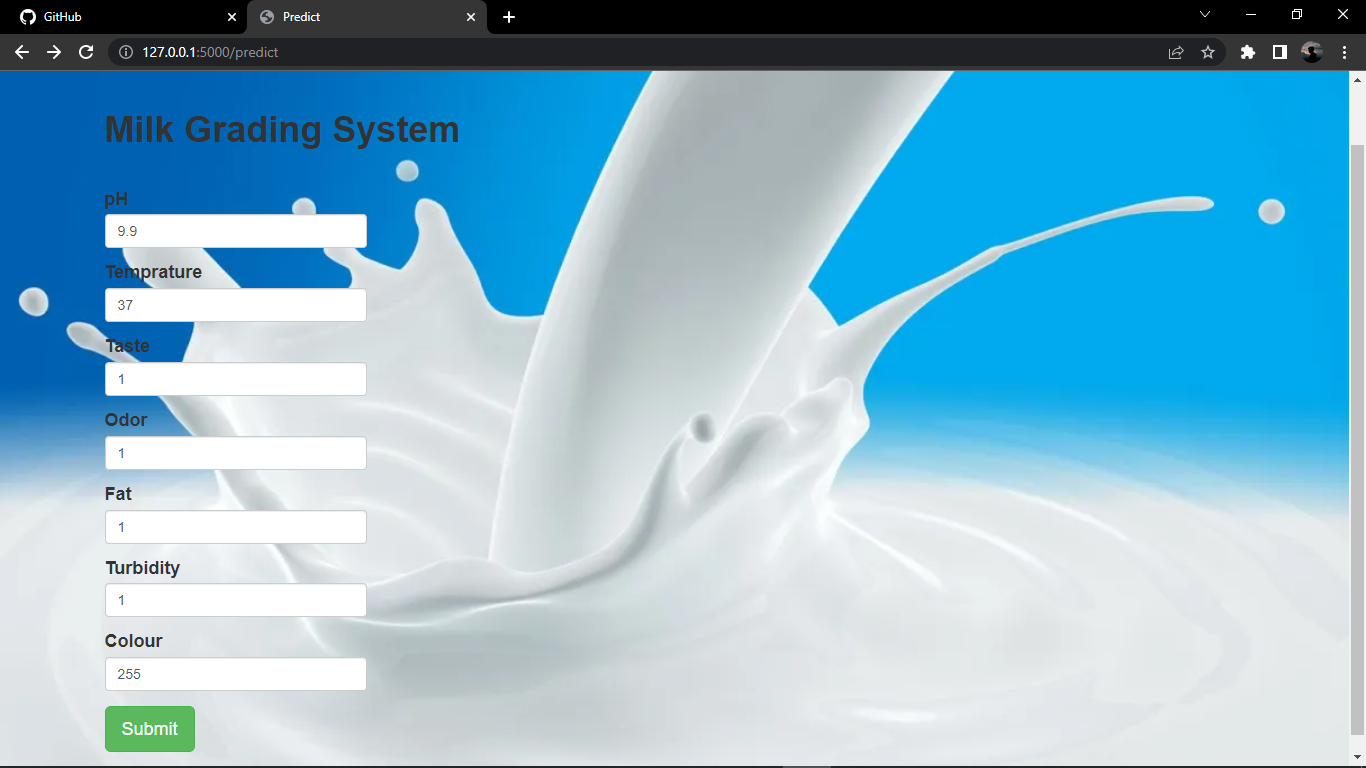 GitHub
Predict
127.0.0.1:5000/predict
Milk Grading System
pH
9.9
Temprature
37
Taste
1
Odor
1
Fat
1
Turbidity
1
Colour
255
Submit